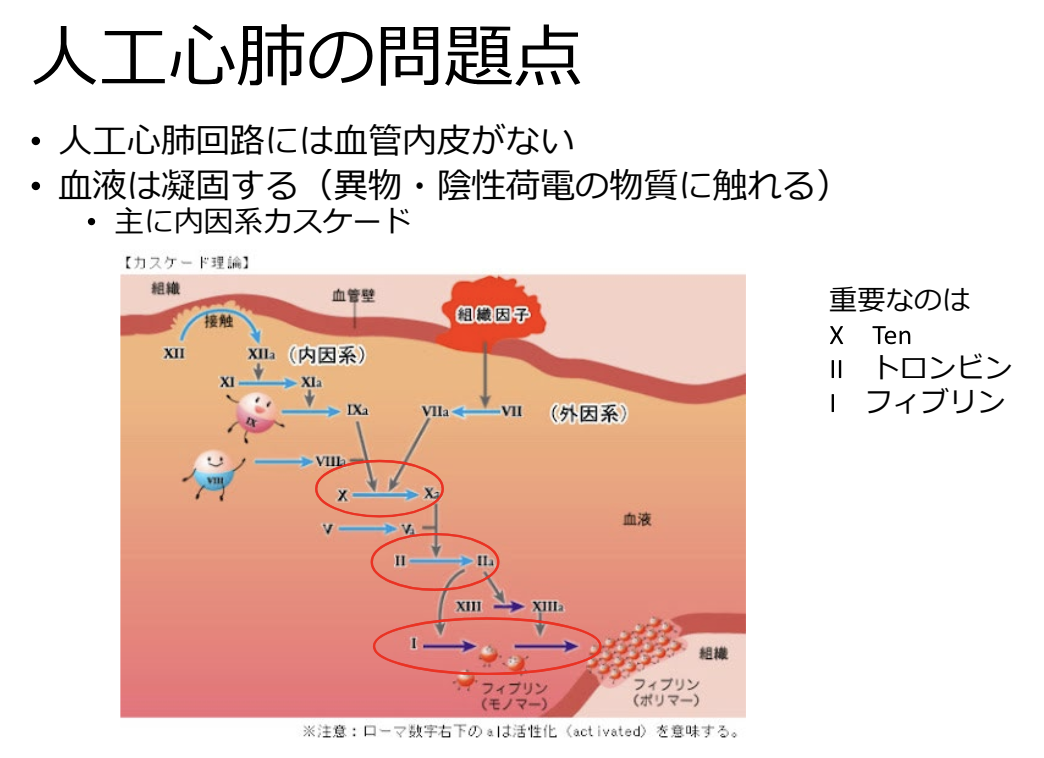 人工心肺の問題点
• 人工心肺回路には血管内皮がない
• 血液は凝固する（異物・陰性荷電の物質に触れる）
• 主に内因系カスケード
【カスケード理論】
組織
血管壁
組織因子
接触
XII
XIIa
（内因系）
XI
XIa
IX
IXa
VIIa
VII
（外因系）
VIII
VIIIa
X
Xa
V
Va
血液
II
IIa
XIII
XIIIa
I
フィブリン
（モノマー）
フィブリン
（ポリマー）
組織
※注意：ローマ数字右下のaは活性化（activated）を意味する。
重要なのは
X Ten
II トロンビン
I フィブリン